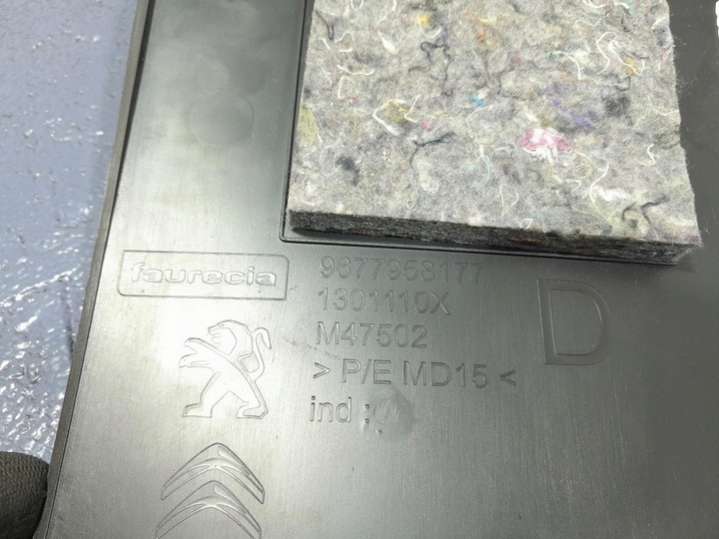 faurecia
9677958177
1301110X
M47502
> P/E MD15 <
ind :
D